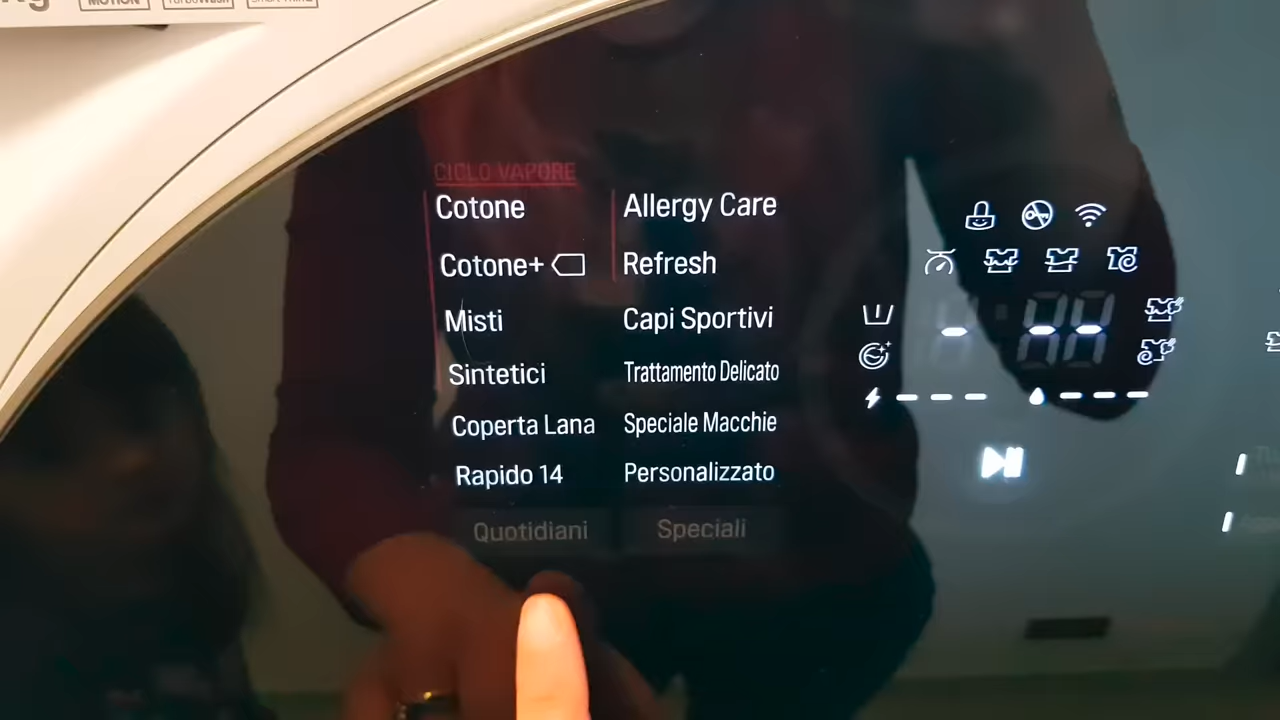 MOTION
TurboWash
CICLO VAPORE
Cotone
Cotone+
Misti
Sintetici
Coperta Lana
Rapido 14
Quotidiani
Allergy Care
Refresh
Capi Sportivi
Trattamento Delicato
Speciale Macchie
Personalizzato
Speciali
- : - -